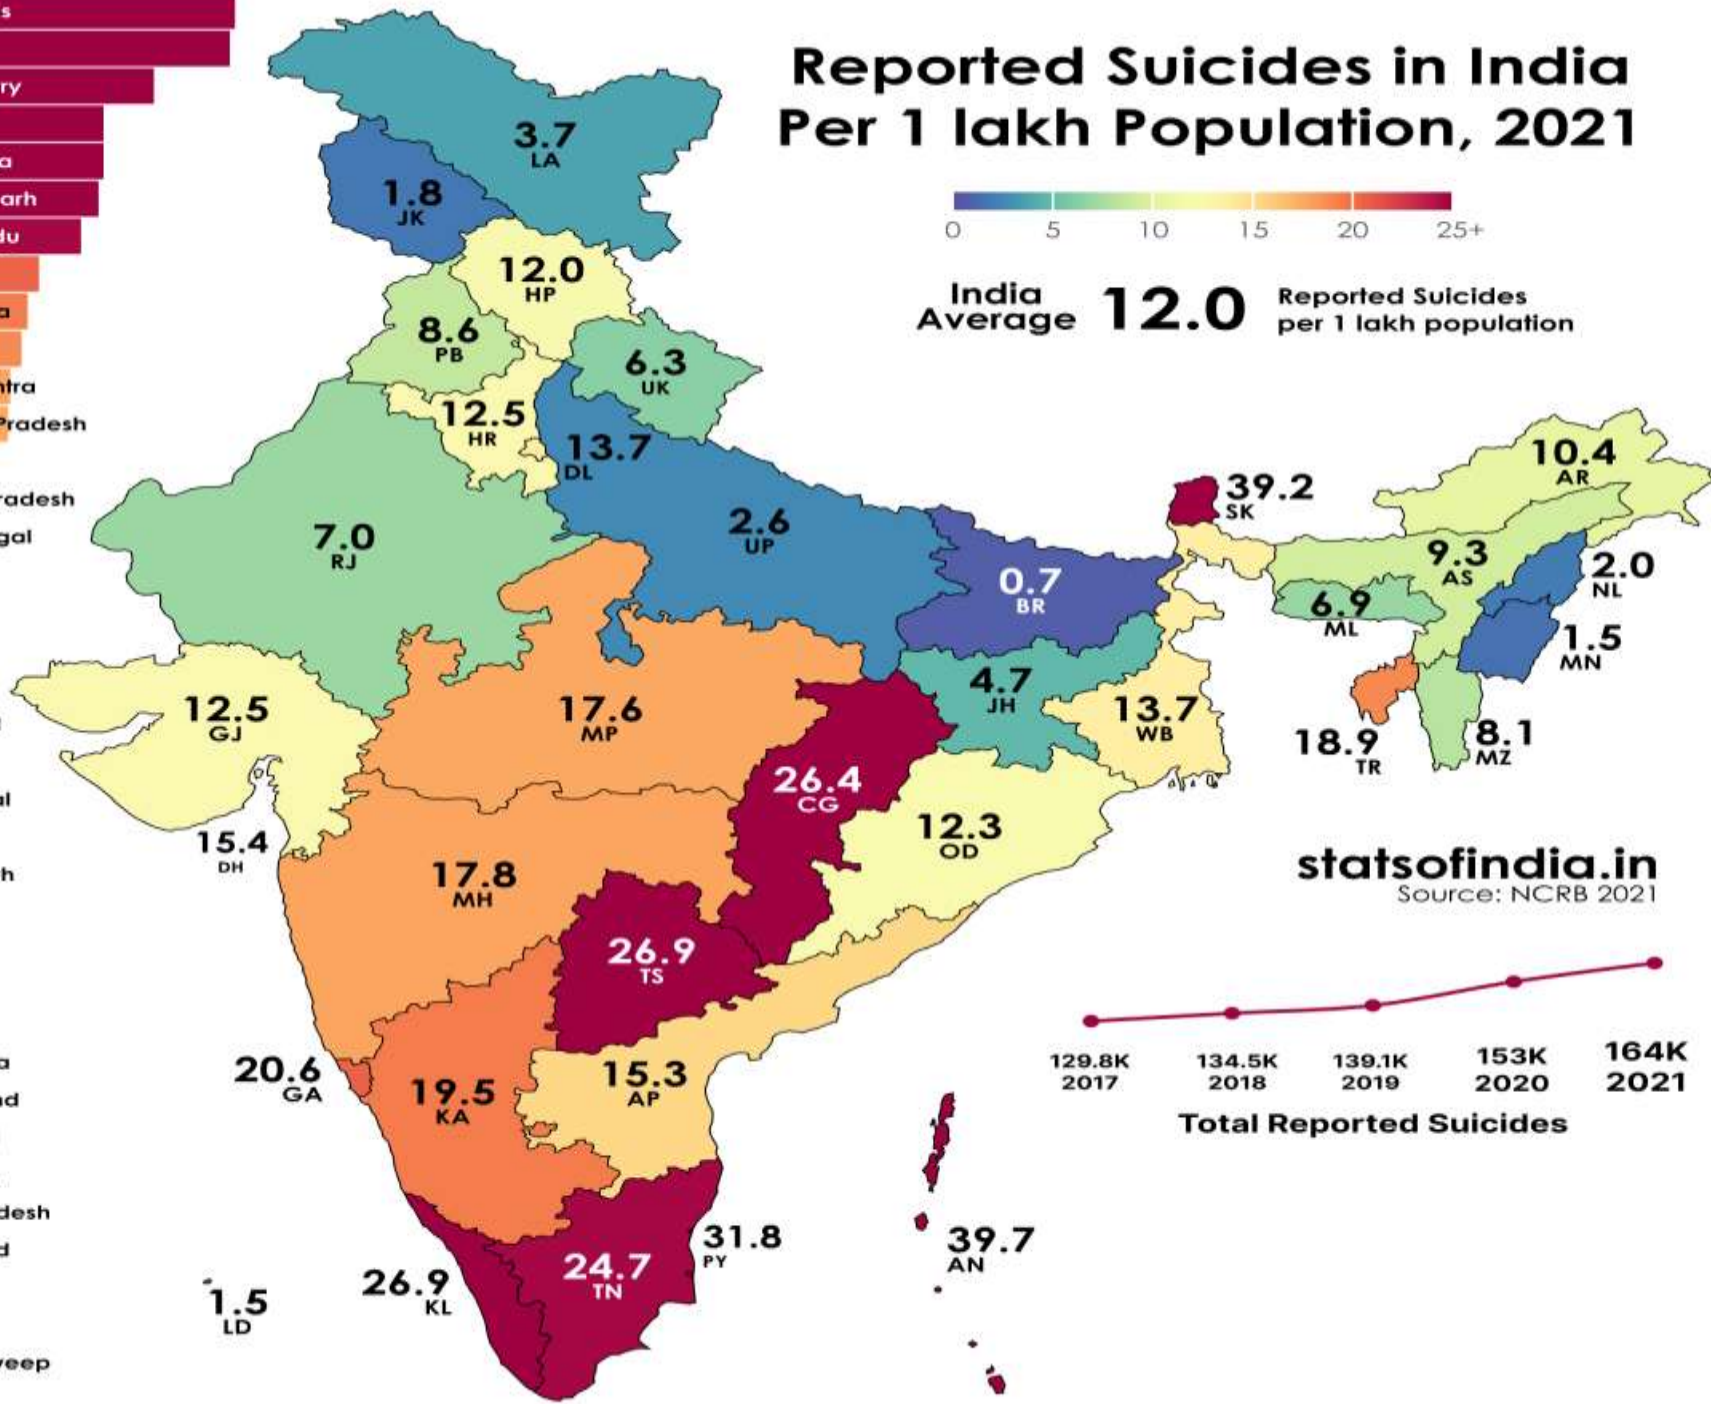 s
ry
a
arh
du
a
ntra
Pradesh
radesh
gal
al
h
a
nd
desh
d
veep
Reported Suicides in India
Per 1 lakh Population, 2021
0 5 10 15 20 25+
India
Average
12.0
Reported Suicides
per 1 lakh population
3.7
LA
1.8
JK
12.0
HP
8.6
PB
6.3
UK
12.5
HR
13.7
DL
7.0
RJ
2.6
UP
0.7
BR
39.2
SK
10.4
AR
9.3
AS
2.0
NL
6.9
ML
1.5
MN
18.9
TR
8.1
MZ
12.5
GJ
17.6
MP
4.7
JH
13.7
WB
26.4
CG
12.3
OD
15.4
DH
17.8
MH
26.9
TS
20.6
GA
19.5
KA
15.3
AP
31.8
PY
24.7
TN
26.9
KL
1.5
LD
39.7
AN
statsofindia.in
Source: NCRB 2021
129.8K 134.5K 139.1K 153K 164K
2017 2018 2019 2020 2021
Total Reported Suicides